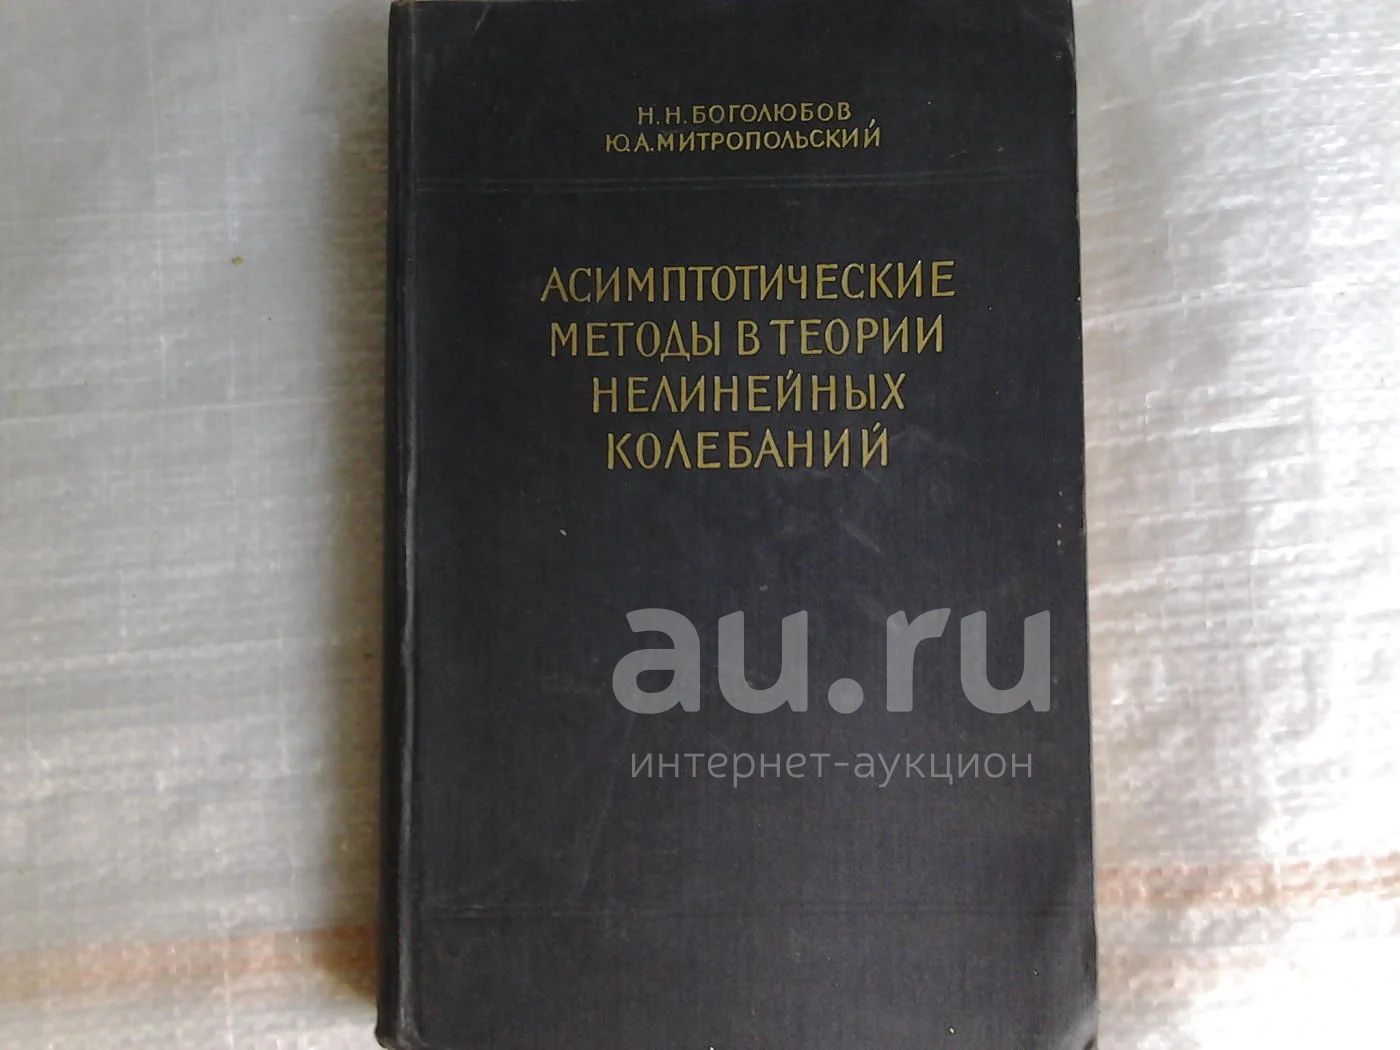 Н. Н. БОГОЛЮБОВ
Ю. А. МИТРОПОЛЬСКИЙ
АСИМПТОТИЧЕСКИЕ
МЕТОДЫ В ТЕОРИИ
НЕЛИНЕЙНЫХ
КОЛЕБАНИЙ
au.ru
интернет-аукцион